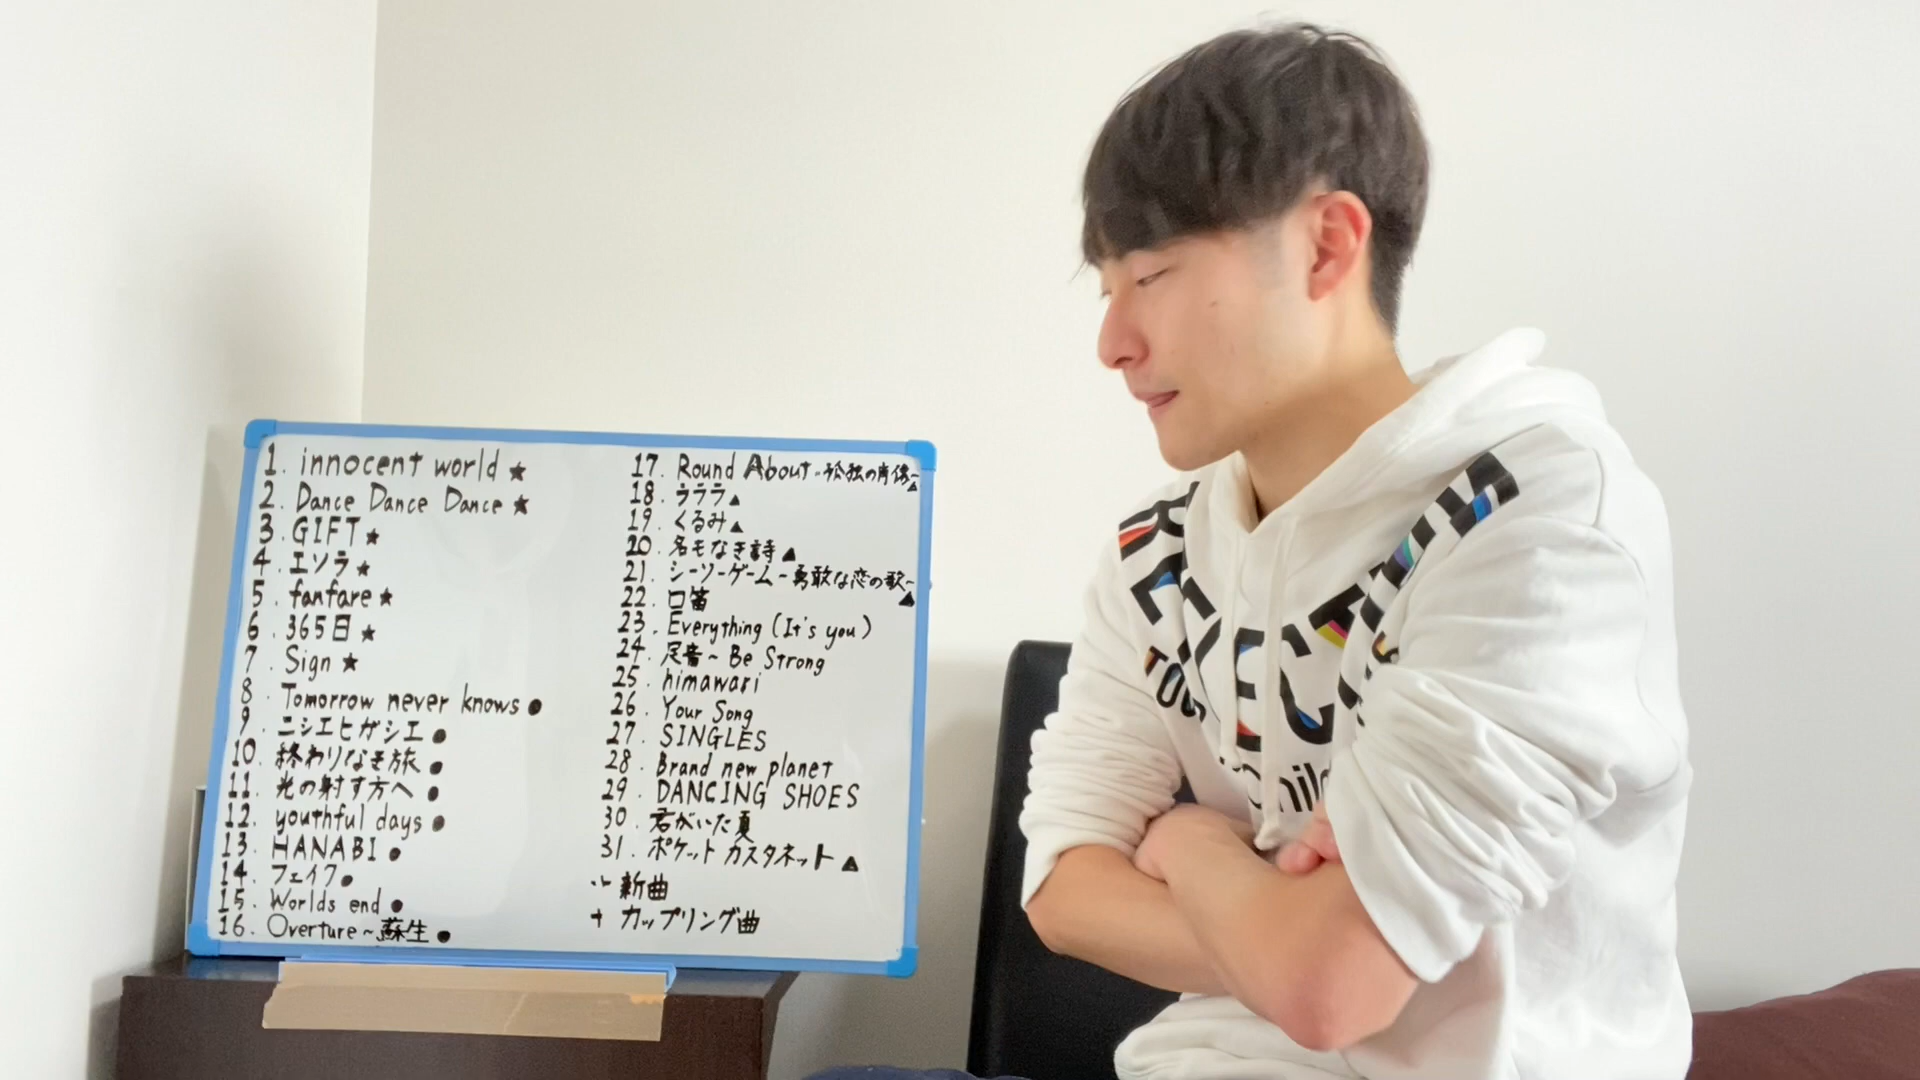 1. innocent world ★
2. Dance Dance Dance ★
3. GIFT ★
4. エソラ ★
5. fanfare ★
6. 365日 ★
7. Sign ★
8. Tomorrow never knows ●
9. ニシエヒガシエ ●
10. 終わりなき旅 ●
11. 光の射す方へ ●
12. youthful days ●
13. HANABI ●
14. フェイク ●
15. Worlds end ●
16. Overture~蘇生 ●
17. Round About -孤独の肖像- ▲
18. ラララ ▲
19. くるみ ▲
20. 名もなき詩 ▲
21. シーソーゲーム ~勇敢な恋の歌~ ▲
22. 口笛
23. Everything (It's you)
24. 足音~Be Strong
25. himawari
26. Your Song
27. SINGLES
28. Brand new planet
29. DANCING SHOES
30. 君がいた夏
31. ポケット カスタネット ▲
新曲
+ カップリング曲